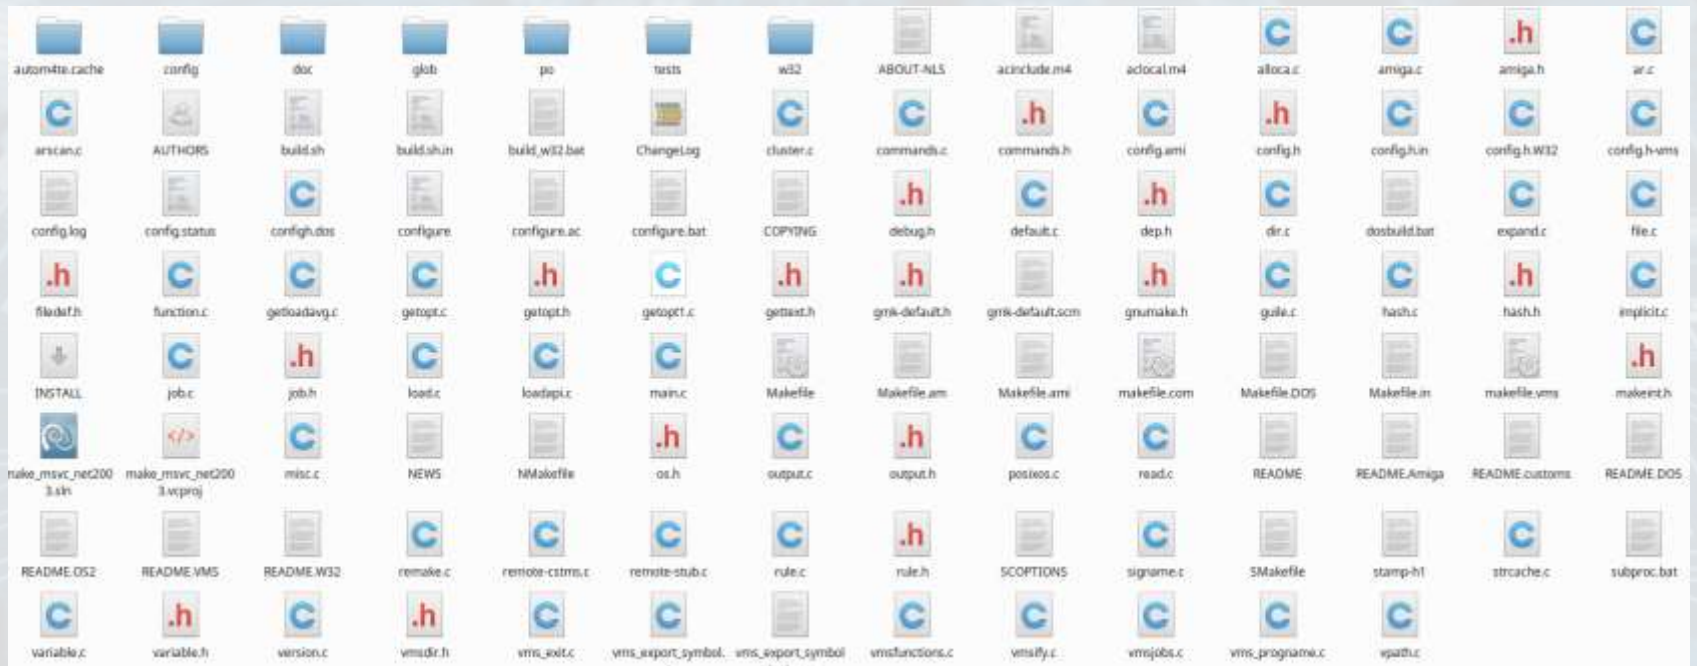 autom4te.cache config doc glob po tests w32 ABOUT-NLS acinclude.m4 aclocal.m4 alloca.c amiga.c amiga.h ar.c
arscan.c AUTHORS build.sh build.sh.in build_w32.bat ChangeLog cluster.c commands.c commands.h config.ami config.h config.h.in config.h.W32 config.h-vms
config.log config.status configh.dos configure configure.ac configure.bat COPYING debug.h default.c dep.h dir.c dosbuild.bat expand.c file.c
filedef.h function.c getloadavg.c getopt.c getopt.h getopt1.c gettext.h gmk-default.h gmk-default.scm gnumake.h guile.c hash.c hash.h implicit.c
INSTALL job.c job.h load.c loadapi.c main.c Makefile Makefile.am Makefile.ami makefile.com Makefile.DOS Makefile.in makefile.vms makeint.h
make_msvc_net200 make_msvc_net200 misc.c NEWS NMakefile os.h output.c output.h posixos.c read.c README README.Amiga README.customs README.DOS
3.sln 3.vcproj
README.OS2 README.VMS README.W32 remake.c remote-cstms.c remote-stub.c rule.c rule.h SCOPTIONS signame.c SMakefile stamp-h1 strcache.c subproc.bat
variable.c variable.h version.c vmsdir.h vms_exit.c vms_export_symbol. vms_export_symbol vmsfunctions.c vmsify.c vmsjobs.c vms_progname.c vpath.c